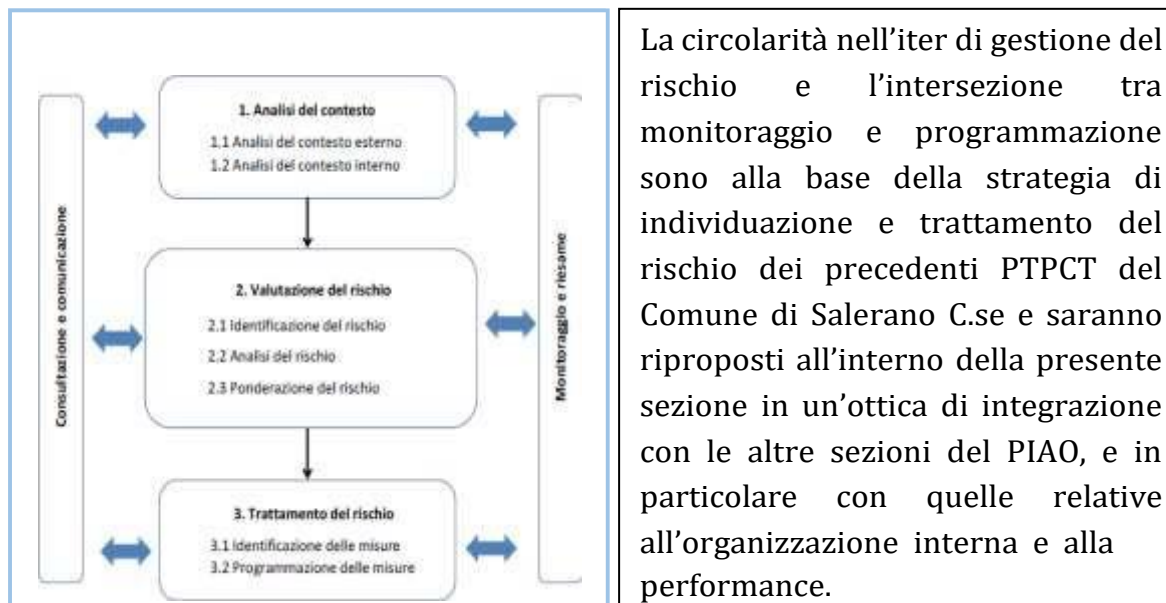 Consultazione e comunicazione
1. Analisi del contesto
1.1 Analisi del contesto esterno
1.2 Analisi del contesto interno
2. Valutazione del rischio
2.1 Identificazione del rischio
2.2 Analisi del rischio
2.3 Ponderazione del rischio
3. Trattamento del rischio
3.1 Identificazione delle misure
3.2 Programmazione delle misure
Monitoraggio e riesame
La circolarità nell’iter di gestione del
rischio e l’intersezione tra
monitoraggio e programmazione
sono alla base della strategia di
individuazione e trattamento del
rischio dei precedenti PTPCT del
Comune di Salerano C.se e saranno
riproposti all’interno della presente
sezione in un’ottica di integrazione
con le altre sezioni del PIAO, e in
particolare con quelle relative
all’organizzazione interna e alla
performance.